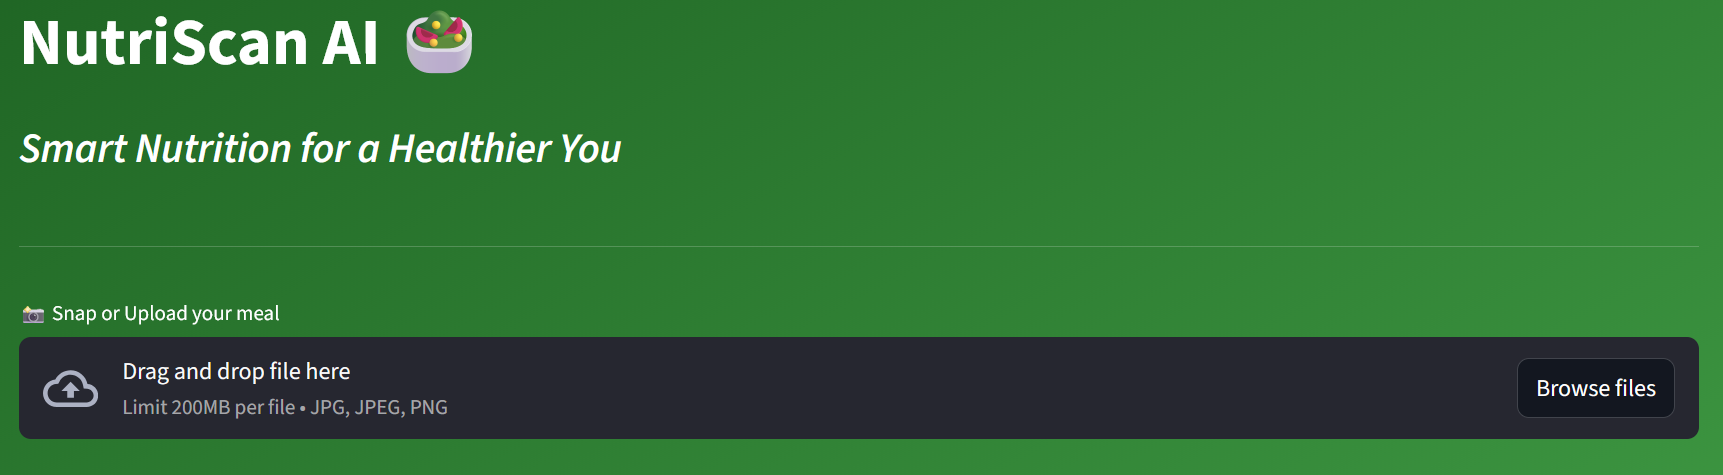 NutriScan AI
Smart Nutrition for a Healthier You
Snap or Upload your meal
Drag and drop file here
Limit 200MB per file • JPG, JPEG, PNG
Browse files